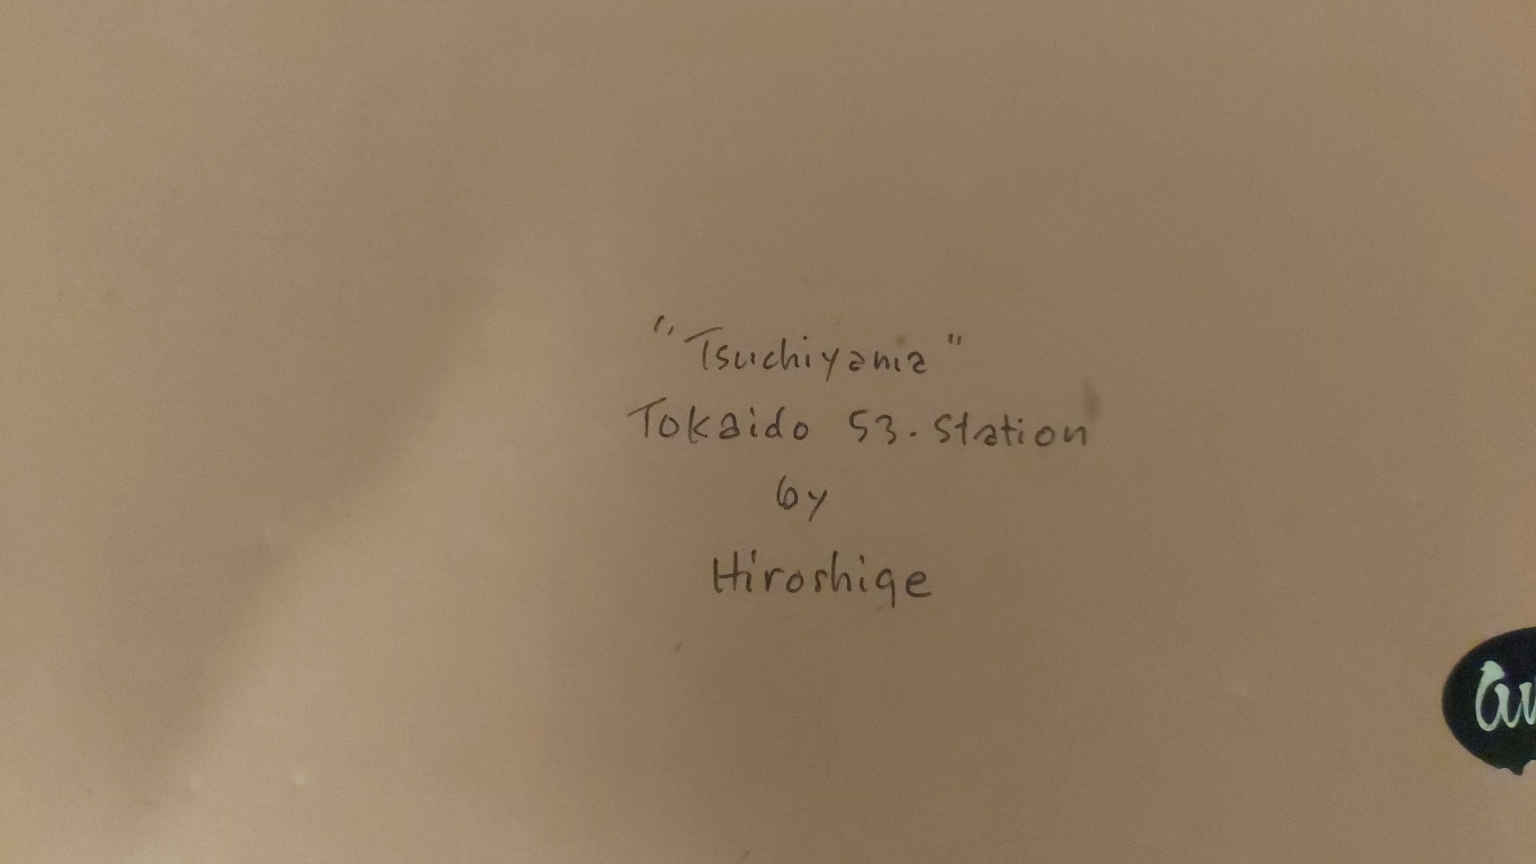 "Tsuchiyama"
Tokaido 53. Station
by
Hiroshige